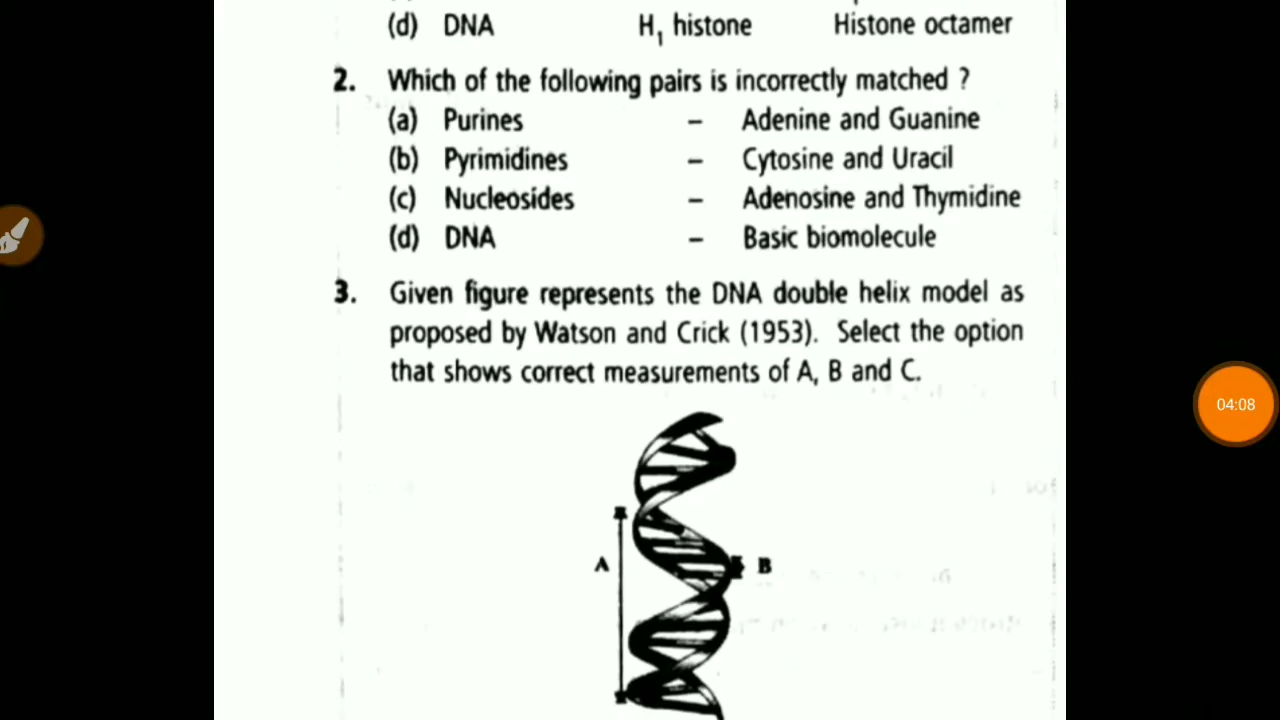 (d) DNA H₁ histone Histone octamer
2. Which of the following pairs is incorrectly matched ?
(a) Purines – Adenine and Guanine
(b) Pyrimidines – Cytosine and Uracil
(c) Nucleosides – Adenosine and Thymidine
(d) DNA – Basic biomolecule
3. Given figure represents the DNA double helix model as
proposed by Watson and Crick (1953). Select the option
that shows correct measurements of A, B and C.
A
B
04:08